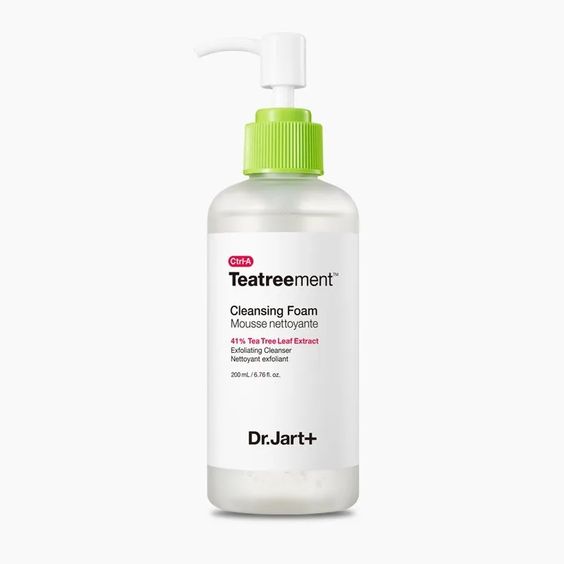 Ctrl-A
Teatreement™
Cleansing Foam
Mousse nettoyante
41% Tea Tree Leaf Extract
Exfoliating Cleanser
Nettoyant exfoliant
200 mL / 6.76 fl. oz.
Dr.Jart+